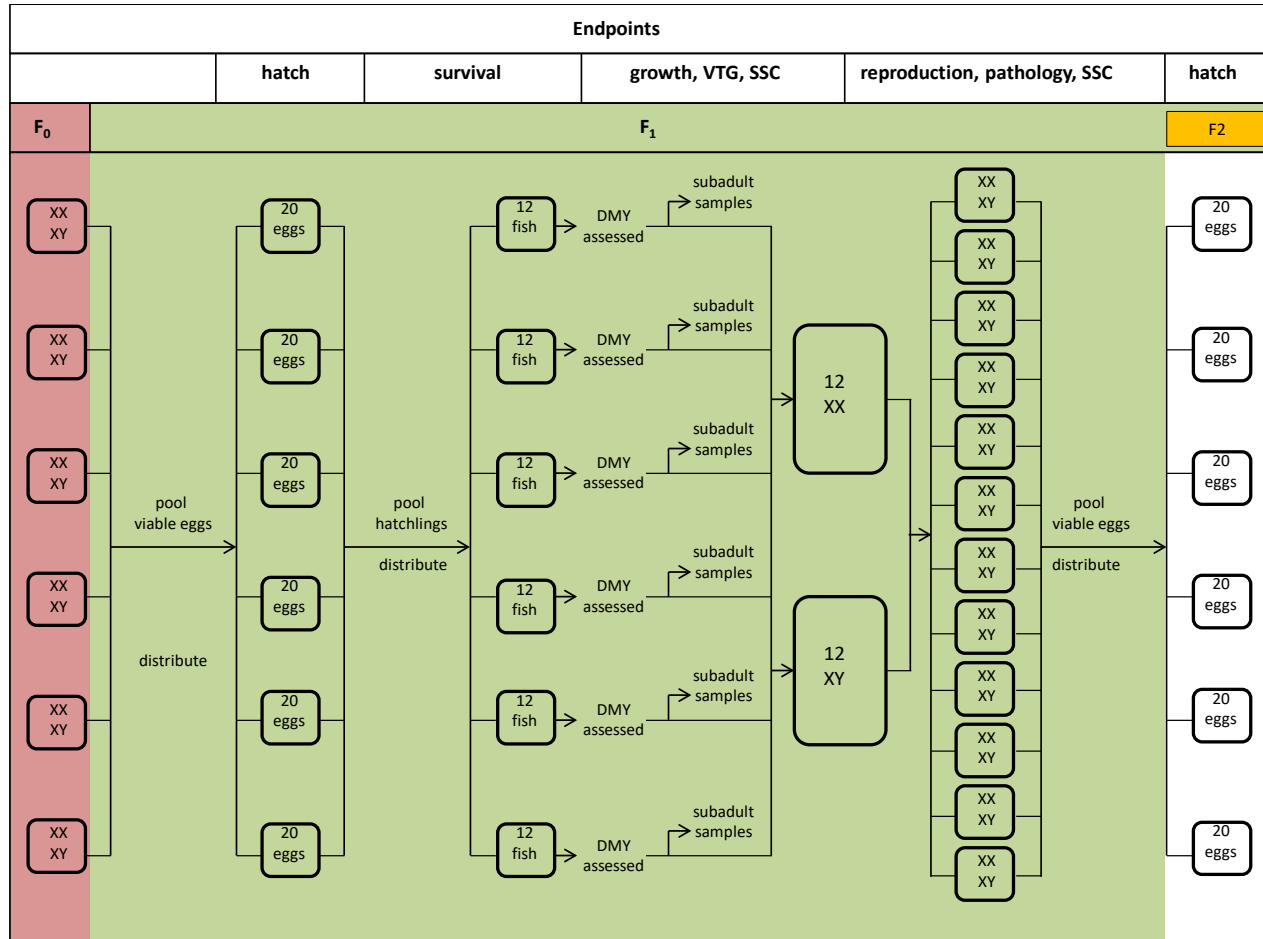 Endpoints
hatch
survival
growth, VTG, SSC
reproduction, pathology, SSC
hatch
F₀
F₁
F2
XX
XY
XX
XY
XX
XY
XX
XY
XX
XY
XX
XY
pool
viable eggs
distribute
20
eggs
20
eggs
20
eggs
20
eggs
20
eggs
20
eggs
pool
hatchlings
distribute
12
fish
12
fish
12
fish
12
fish
12
fish
12
fish
DMY
assessed
DMY
assessed
DMY
assessed
DMY
assessed
DMY
assessed
DMY
assessed
subadult
samples
subadult
samples
subadult
samples
subadult
samples
subadult
samples
subadult
samples
12
XX
12
XY
XX
XY
XX
XY
XX
XY
XX
XY
XX
XY
XX
XY
XX
XY
XX
XY
XX
XY
XX
XY
XX
XY
XX
XY
pool
viable eggs
distribute
20
eggs
20
eggs
20
eggs
20
eggs
20
eggs
20
eggs